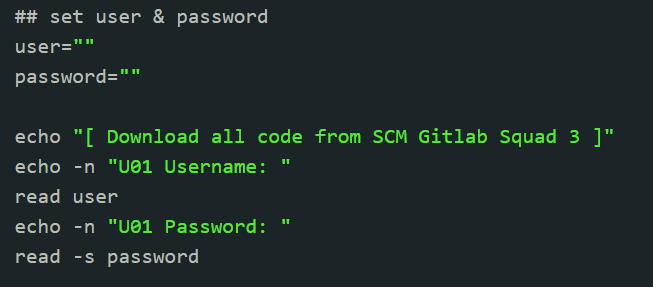 ## set user & password
user=""
password=""
echo "[ Download all code from SCM Gitlab Squad 3 ]"
echo -n "U01 Username: "
read user
echo -n "U01 Password: "
read -s password